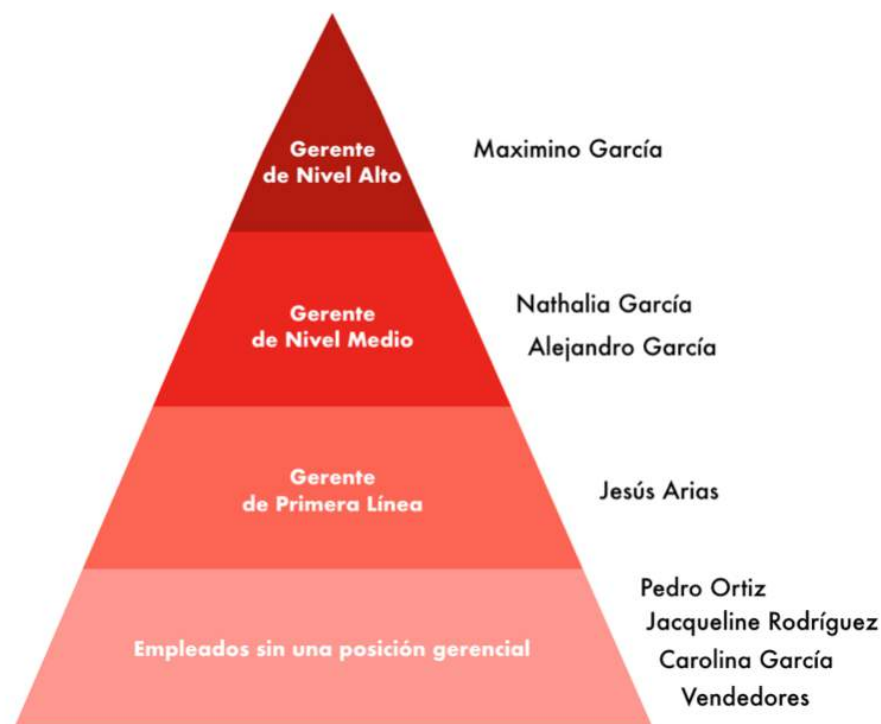 Gerente
de Nivel Alto
Maximino García
Gerente
de Nivel Medio
Nathalia García
Alejandro García
Gerente
de Primera Línea
Jesús Arias
Empleados sin una posición gerencial
Pedro Ortiz
Jacqueline Rodríguez
Carolina García
Vendedores